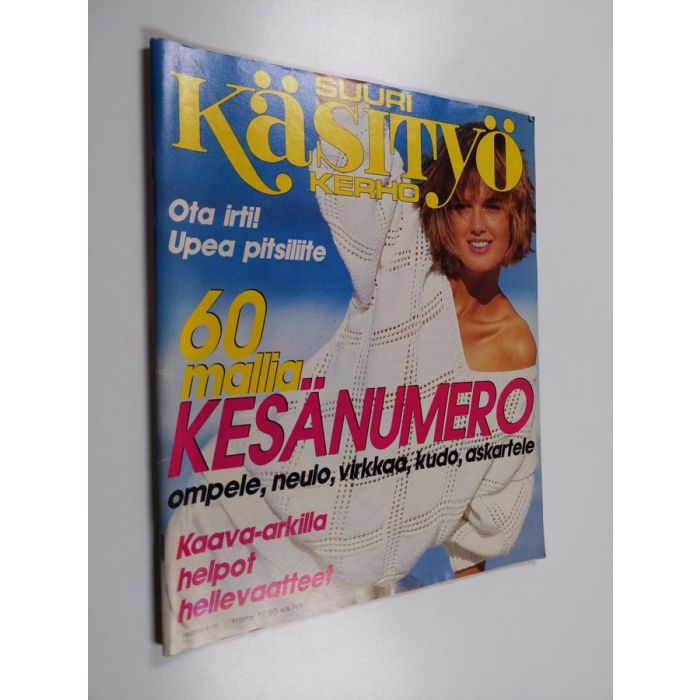 SUURI
KÄSITYÖ
KERHO
Ota irti!
Upea pitsiliite
60
mallia
KESÄNUMERO
ompele, neulo, virkkaa, kudo, askartele
Kaava-arkilla
helpot
hellevaatteet
Hinta